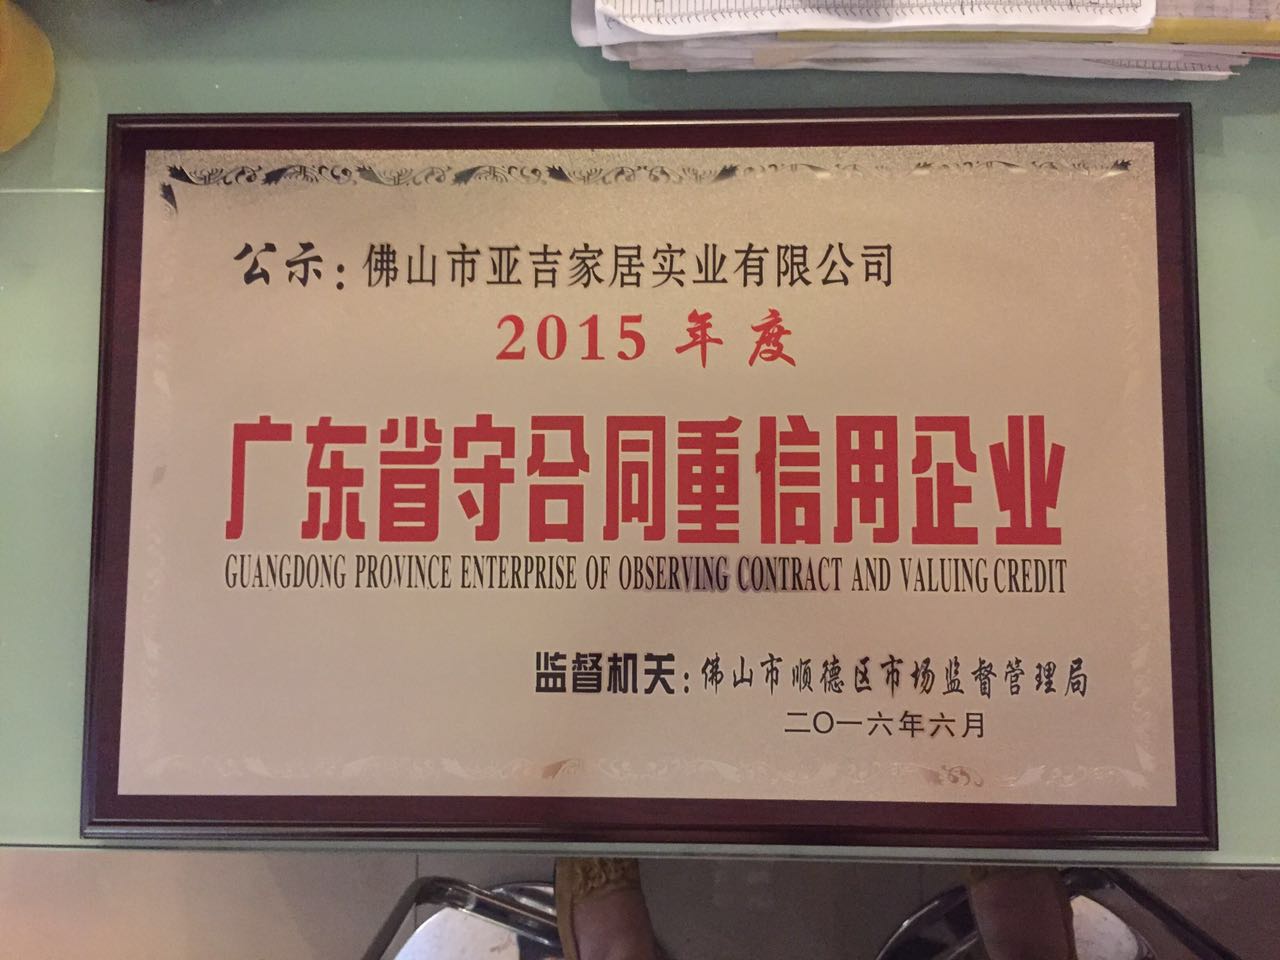 公示：佛山市亚吉家居实业有限公司
2015年度
广东省守合同重信用企业
GUANGDONG PROVINCE ENTERPRISE OF OBSERVING CONTRACT AND VALUING CREDIT
监督机关：佛山市顺德区市场监督管理局
二〇一六年六月